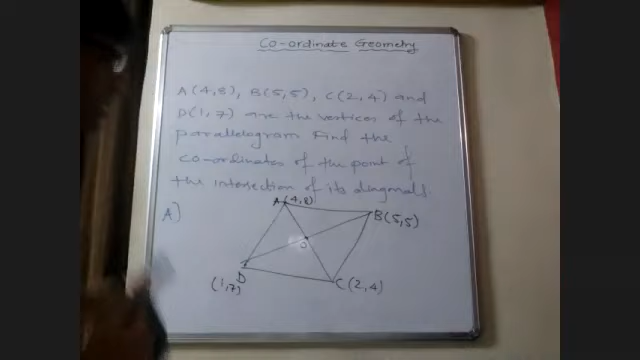 Co-ordinate Geometry
A(4,8), B(5,5), C(2,4) and
D(1,7) are the vertices of the
parallelogram Find the
co-ordinates of the point of
the intersection of its diagonals.
A(4,8)
A)
B(5,5)
O
D
(1,7)
C(2,4)